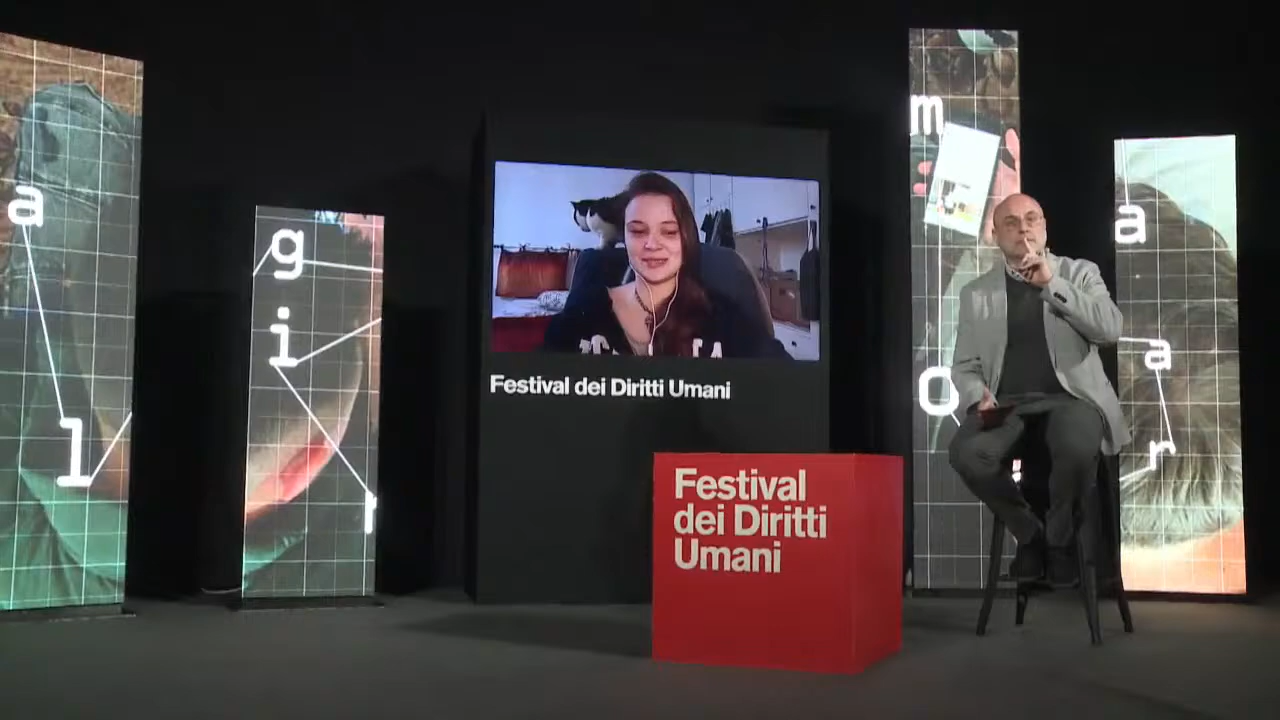 a
l
g
i
Festival dei Diritti Umani
Festival
dei Diritti
Umani
m
o
a
a
r